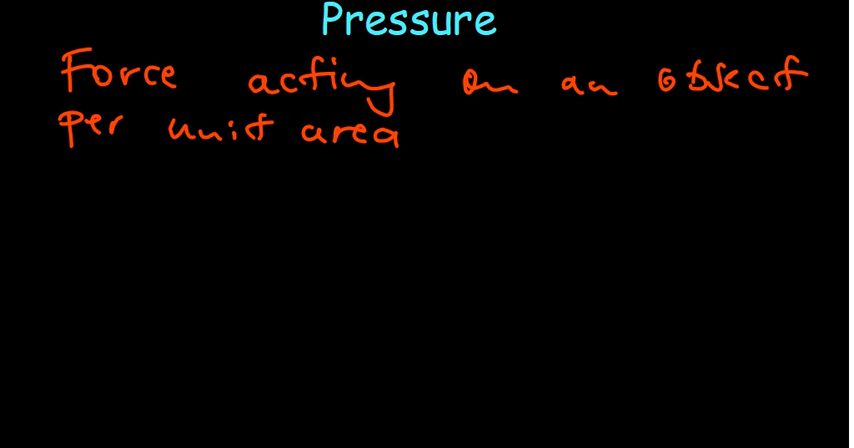 Pressure
Force acting on an object
per unit area